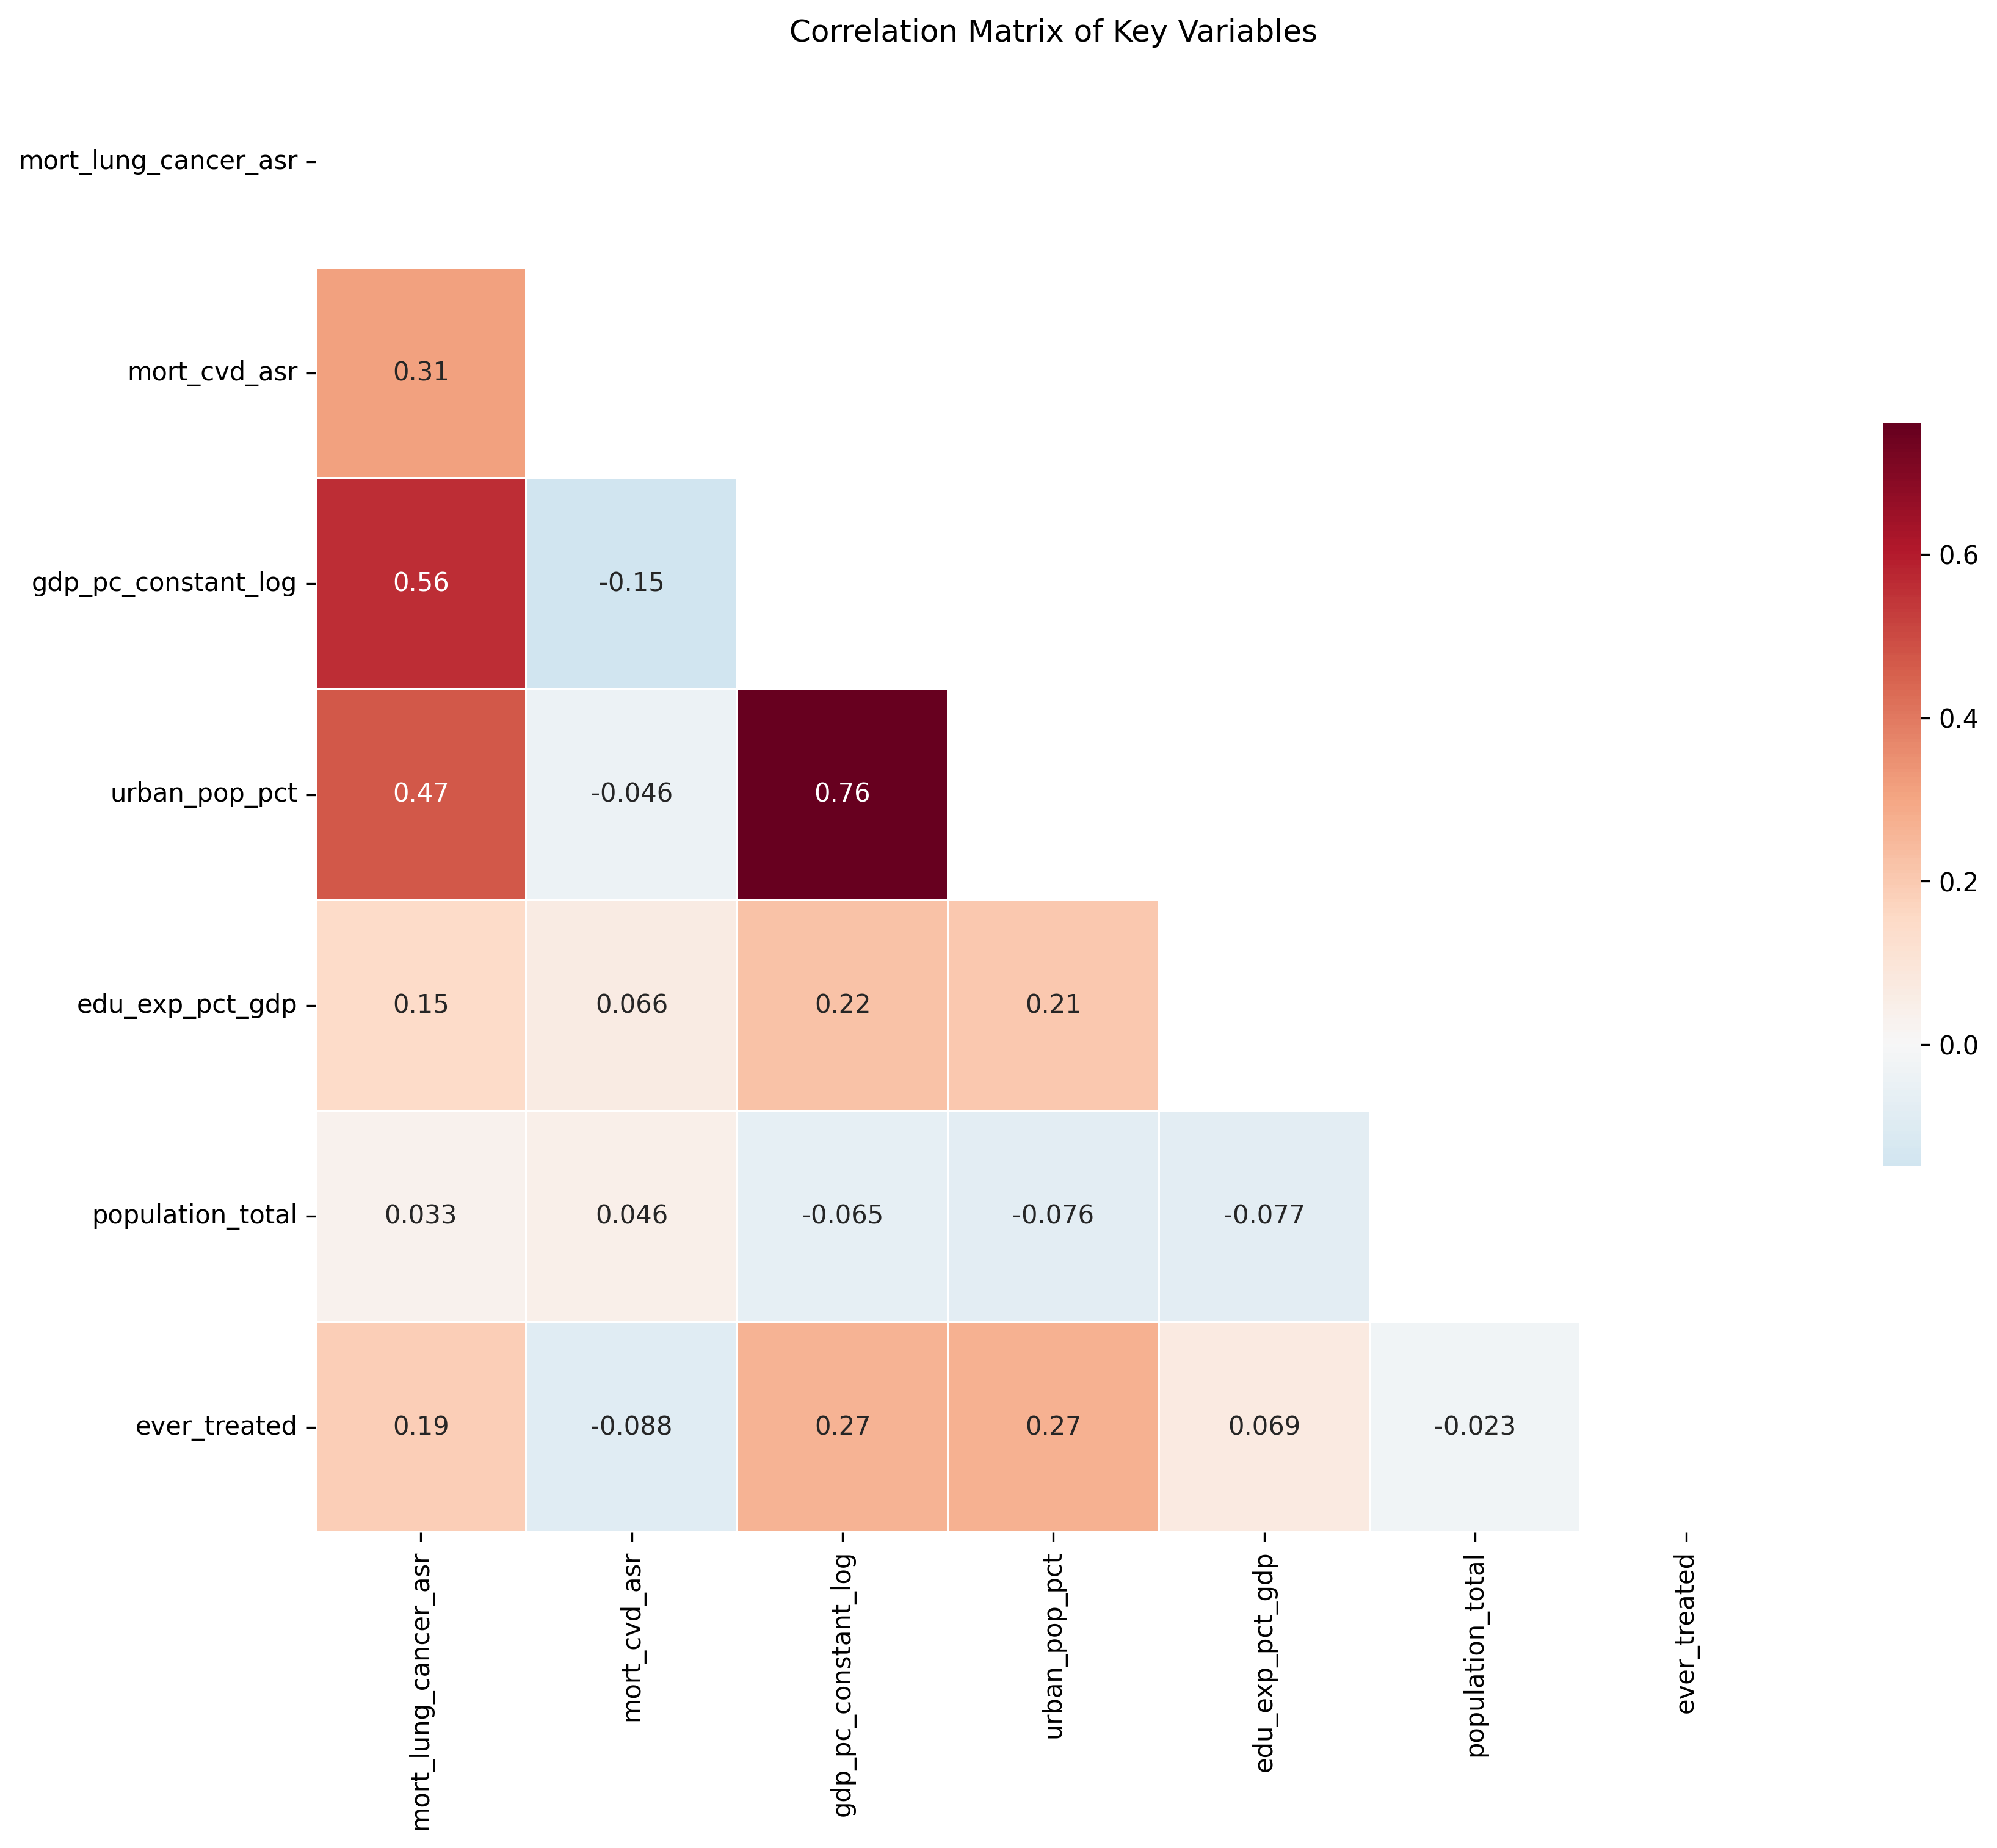 Correlation Matrix of Key Variables
mort_lung_cancer_asr
mort_cvd_asr
0.31
gdp_pc_constant_log
0.56 -0.15
urban_pop_pct
0.47 -0.046 0.76
edu_exp_pct_gdp
0.15 0.066 0.22 0.21
population_total
0.033 0.046 -0.065 -0.076 -0.077
ever_treated
0.19 -0.088 0.27 0.27 0.069 -0.023
mort_lung_cancer_asr
mort_cvd_asr
gdp_pc_constant_log
urban_pop_pct
edu_exp_pct_gdp
population_total
ever_treated
0.6
0.4
0.2
0.0